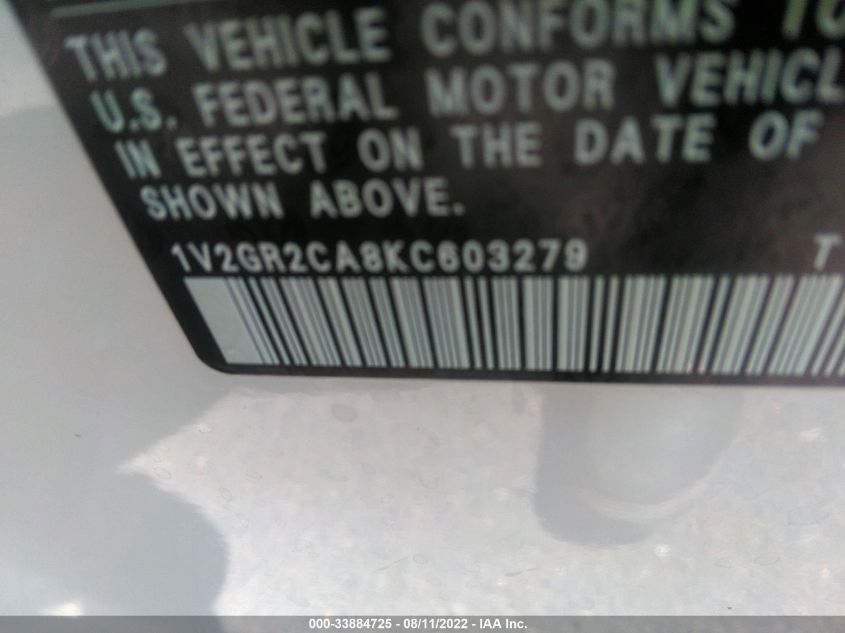 THIS VEHICLE CONFORMS
U.S. FEDERAL MOTOR
IN EFFECT ON THE DATE OF
SHOWN ABOVE.
1V2GR2CA8KC603279 T
000-33884725 - 08/11/2022 - IAA Inc.